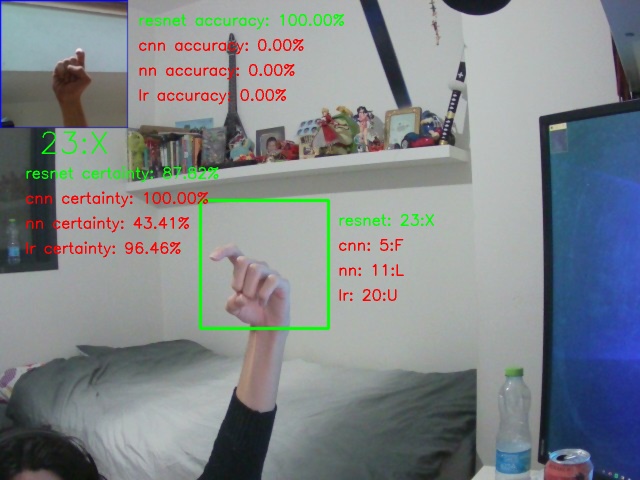 resnet accuracy: 100.00%
cnn accuracy: 0.00%
nn accuracy: 0.00%
lr accuracy: 0.00%
23:X
resnet certainty: 87.82%
cnn certainty: 100.00%
nn certainty: 43.41%
lr certainty: 96.46%
resnet: 23:X
cnn: 5:F
nn: 11:L
lr: 20:U